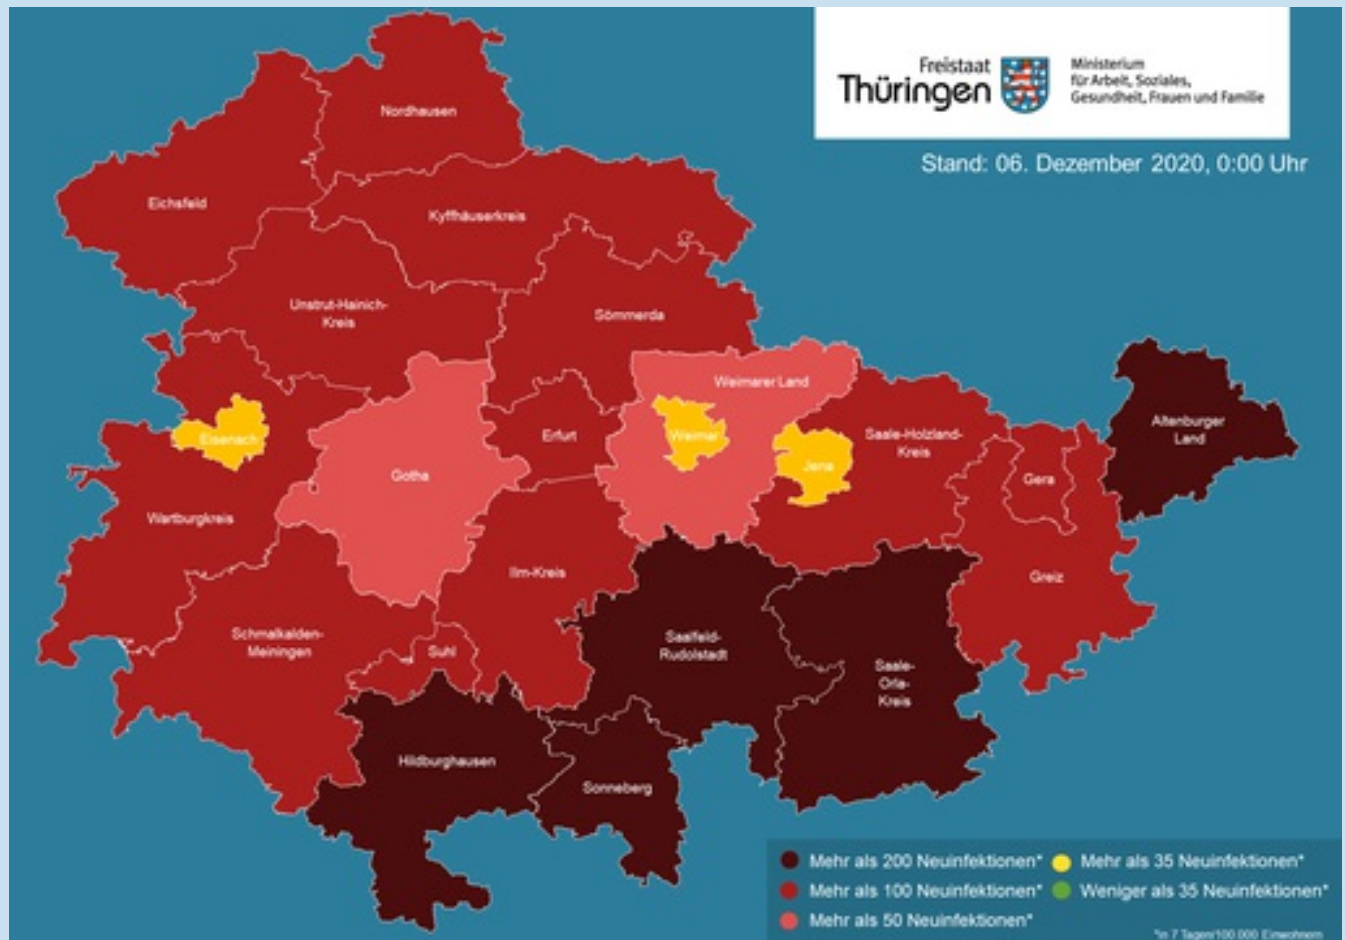 Freistaat
Thüringen
Ministerium
für Arbeit, Soziales,
Gesundheit, Frauen und Familie
Stand: 06. Dezember 2020, 0:00 Uhr
Nordhausen
Eichsfeld
Kyffhäuserkreis
Unstrut-Hainich-
Kreis
Sömmerda
Weimarer Land
Altenburger
Land
Eisenach
Erfurt
Weimar
Saale-Holzland-
Kreis
Jena
Gotha
Gera
Wartburgkreis
Ilm-Kreis
Greiz
Schmalkalden-
Meiningen
Suhl
Saalfeld-
Rudolstadt
Saale-
Orla-
Kreis
Hildburghausen
Sonneberg
Mehr als 200 Neuinfektionen*
Mehr als 35 Neuinfektionen*
Mehr als 100 Neuinfektionen*
Weniger als 35 Neuinfektionen*
Mehr als 50 Neuinfektionen*
*in 7 Tagen/100.000 Einwohnern